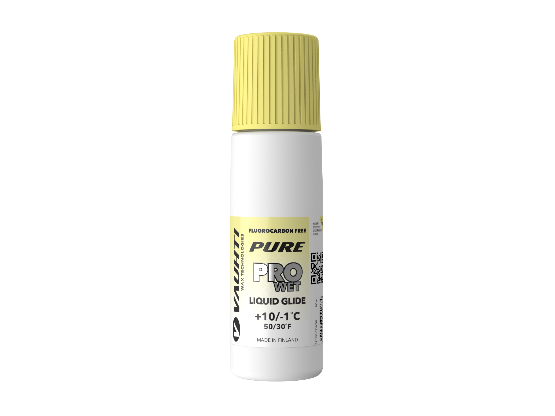 FLUOROCARBON FREE
PURE
PRO
WET
LIQUID GLIDE
+10/-1°C
50/30°F
MADE IN FINLAND
VAUHTI
WAX TECHNOLOGIES